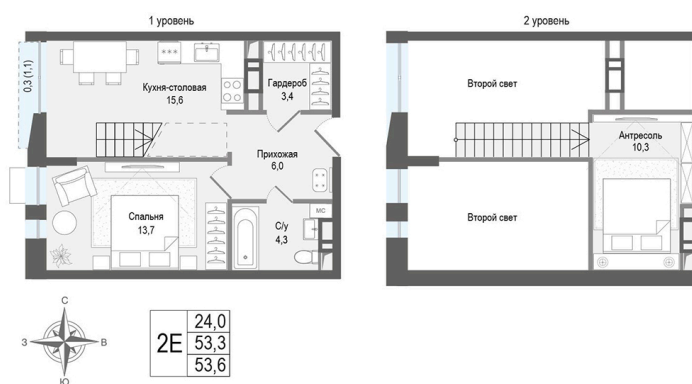 1 уровень
2 уровень
0,3 (1,1)
Кухня-столовая
15,6
Гардероб
3,4
Прихожая
6,0
Спальня
13,7
С/у
4,3
МС
Второй свет
Антресоль
10,3
Второй свет
С
З
В
Ю
2Е
24,0
53,3
53,6